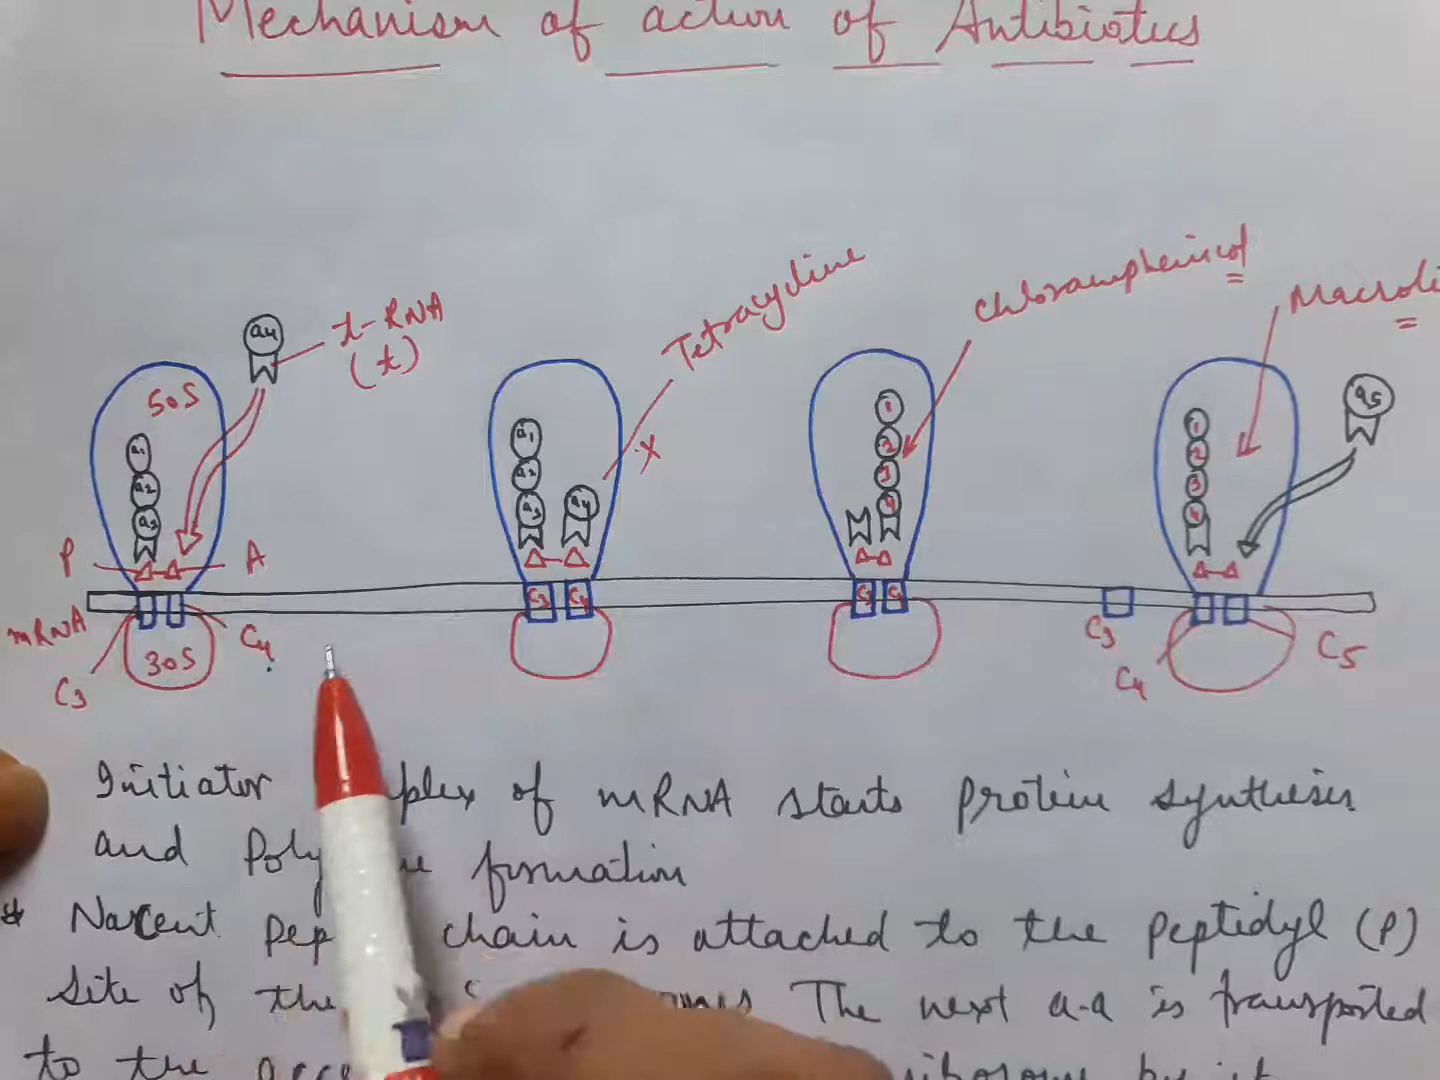 Mechanism of action of Antibiotics
t-RNA
(t)
a4
Tetracycline
X
Chloramphenicol
50S
a1
a2
a3
P
A
mRNA
C3
C4
30S
a1
a2
a3
a4
C3
C4
1
2
3
4
1
2
3
4
a5
C3
C4
C5
Initiator of mRNA starts protein synthesis
and formation
* Nascent chain is attached to the peptidyl (P)
site of the The next a-a is transported
to the